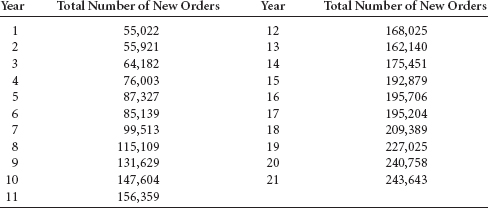 Year Total Number of New Orders Year Total Number of New Orders
1 55,022 12 168,025
2 55,921 13 162,140
3 64,182 14 175,451
4 76,003 15 192,879
5 87,327 16 195,706
6 85,139 17 195,204
7 99,513 18 209,389
8 115,109 19 227,025
9 131,629 20 240,758
10 147,604 21 243,643
11 156,359